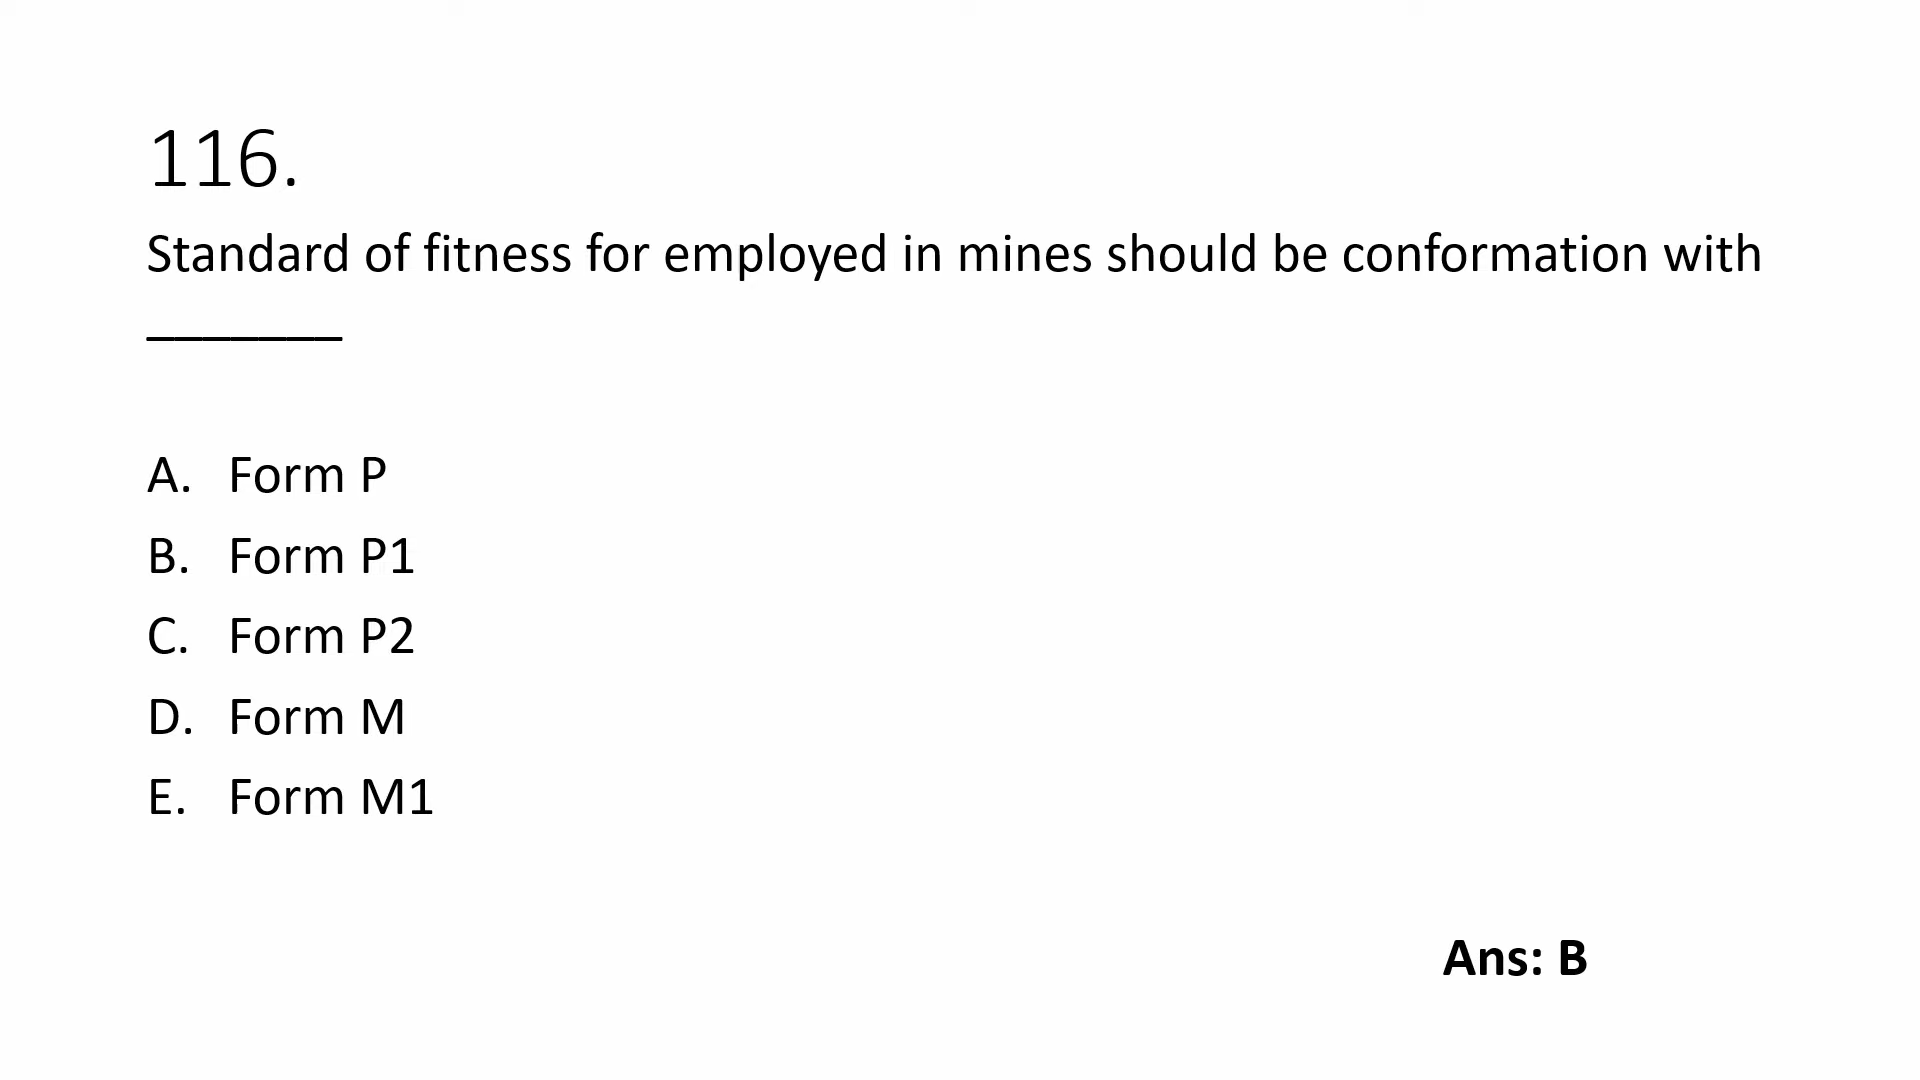 116.
Standard of fitness for employed in mines should be conformation with
_______
A. Form P
B. Form P1
C. Form P2
D. Form M
E. Form M1
Ans: B